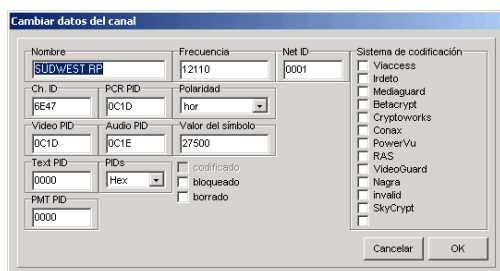 Cambiar datos del canal
Nombre Frecuencia Net ID Sistema de codificación
SÜDWEST RP 12110 0001 Viaccess
Irdeto
Ch. ID PCR PID Polaridad Mediaguard
6E47 0C1D hor Betacrypt
Cryptoworks
Video PID Audio PID Valor del símbolo Conax
0C1D 0C1E 27500 PowerVu
RAS
Text PID PIDs codificado VideoGuard
0000 Hex bloqueado Nagra
borrado invalid
PMT PID SkyCrypt
0000
Cancelar OK